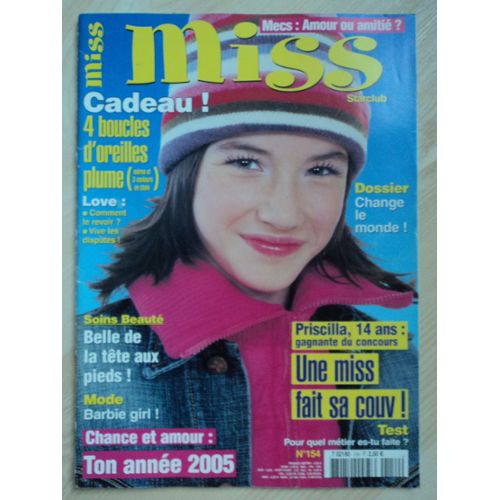 Mecs : Amour ou amitié ?
miss
miss
Starclub
Cadeau !
4 boucles
d'oreilles
plume
Love :
Comment
le revoir ?
Vive les
disputes !
Dossier
Change
le
monde !
Soins Beauté
Belle de
la tête aux
pieds !
Mode
Barbie girl !
Chance et amour :
Ton année 2005
Priscilla, 14 ans :
gagnante du concours
Une miss
fait sa couv !
Test
Pour quel métier es-tu faite ?
N°154